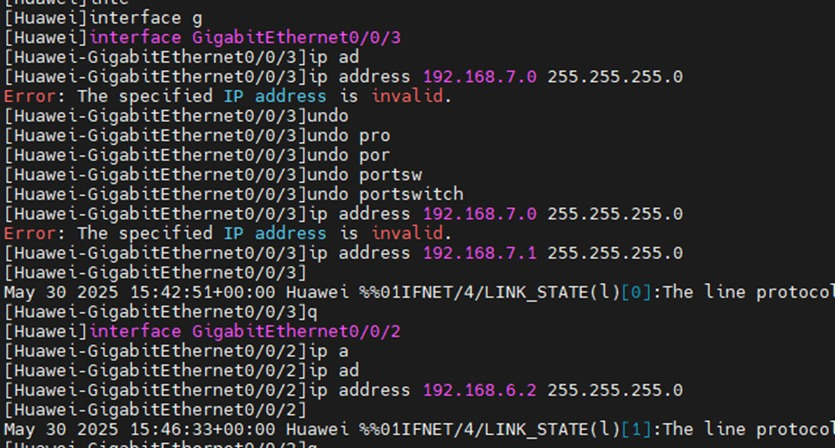 [Huawei]inte
[Huawei]interface g
[Huawei]interface GigabitEthernet0/0/3
[Huawei-GigabitEthernet0/0/3]ip ad
[Huawei-GigabitEthernet0/0/3]ip address 192.168.7.0 255.255.255.0
Error: The specified IP address is invalid.
[Huawei-GigabitEthernet0/0/3]undo
[Huawei-GigabitEthernet0/0/3]undo pro
[Huawei-GigabitEthernet0/0/3]undo por
[Huawei-GigabitEthernet0/0/3]undo portsw
[Huawei-GigabitEthernet0/0/3]undo portswitch
[Huawei-GigabitEthernet0/0/3]ip address 192.168.7.0 255.255.255.0
Error: The specified IP address is invalid.
[Huawei-GigabitEthernet0/0/3]ip address 192.168.7.1 255.255.255.0
[Huawei-GigabitEthernet0/0/3]
May 30 2025 15:42:51+00:00 Huawei %%01IFNET/4/LINK_STATE(l)[0]:The line protocol
[Huawei-GigabitEthernet0/0/3]q
[Huawei]interface GigabitEthernet0/0/2
[Huawei-GigabitEthernet0/0/2]ip a
[Huawei-GigabitEthernet0/0/2]ip ad
[Huawei-GigabitEthernet0/0/2]ip address 192.168.6.2 255.255.255.0
[Huawei-GigabitEthernet0/0/2]
May 30 2025 15:46:33+00:00 Huawei %%01IFNET/4/LINK_STATE(l)[1]:The line protocol
[Huawei-GigabitEthernet0/0/2]q